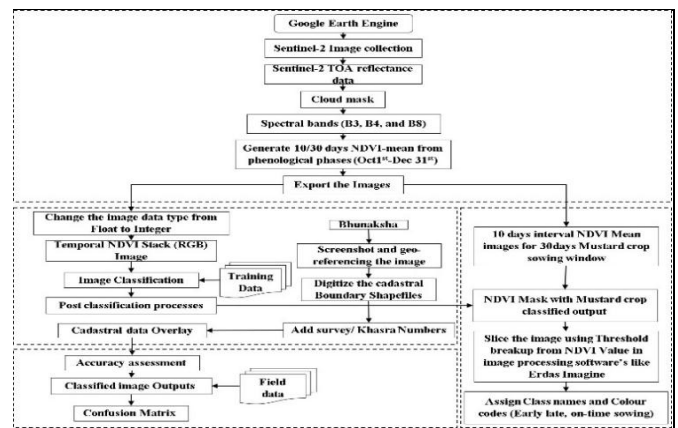 Google Earth Engine
Sentinel-2 Image collection
Sentinel-2 TOA reflectance
data
Cloud mask
Spectral bands (B3, B4, and B8)
Generate 10/30 days NDVI-mean from
phenological phases (Oct1st-Dec 31st)
Export the Images
Change the image data type from
Float to Integer
Temporal NDVI Stack (RGB)
Image
Image Classification
Training
Data
Post classification processes
Cadastral data Overlay
Bhunaksha
Screenshot and geo-
referencing the image
Digitize the cadastral
Boundary Shapefiles
Add survey/ Khasra Numbers
Accuracy assessment
Classified image Outputs
Field
data
Confusion Matrix
10 days interval NDVI Mean
images for 30days Mustard crop
sowing window
NDVI Mask with Mustard crop
classified output
Slice the image using Threshold
breakup from NDVI Value in
image processing software's like
Erdas Imagine
Assign Class names and Colour
codes (Early late, on-time sowing)